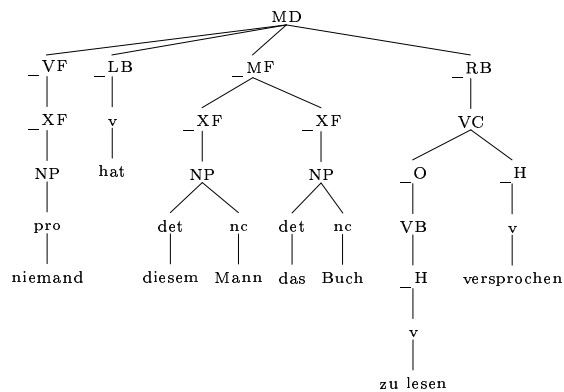 MD
_VF _LB _MF _RB
_XF v _XF _XF VC
NP hat NP NP _O _H
pro det nc det nc VB v
niemand diesem Mann das Buch _H versprochen
v
zu lesen